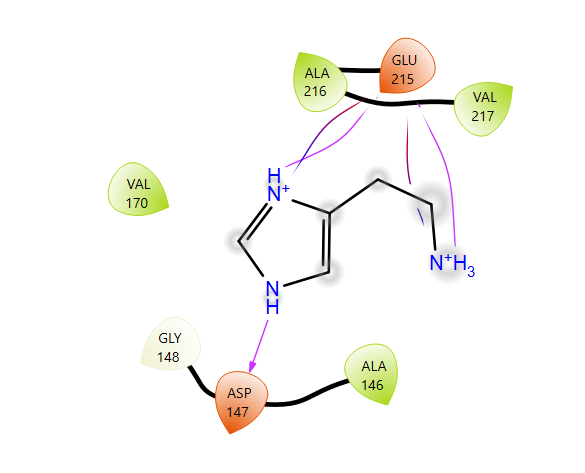 GLU
215
ALA
216
VAL
217
VAL
170
H
N+
N+H3
N
H
GLY
148
ALA
146
ASP
147